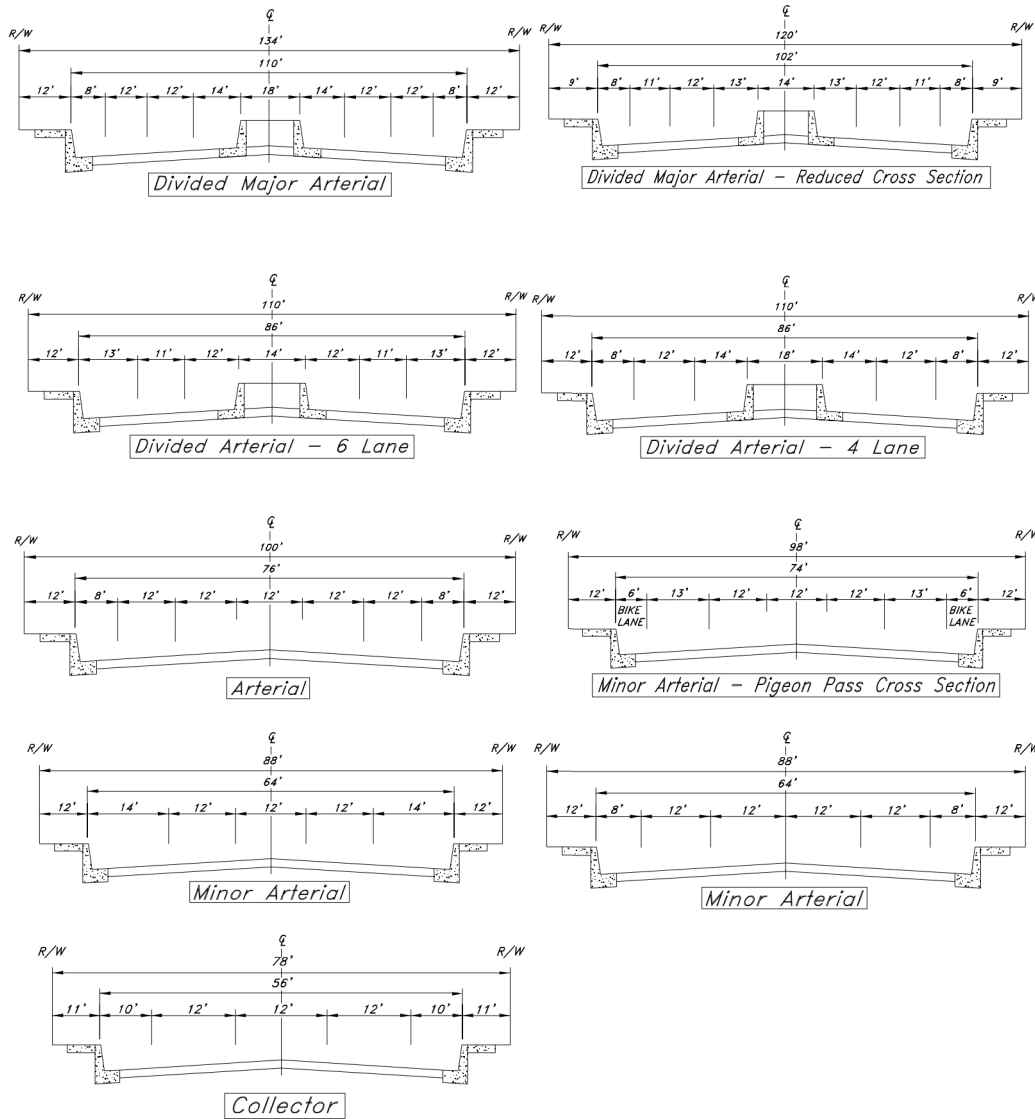 ℄
R/W R/W
134'
110'
12' 8' 12' 12' 14' 18' 14' 12' 12' 8' 12'
Divided Major Arterial
℄
R/W R/W
120'
102'
9' 8' 11' 12' 13' 14' 13' 12' 11' 8' 9'
Divided Major Arterial - Reduced Cross Section
℄
R/W R/W
110'
86'
12' 13' 11' 12' 14' 12' 11' 13' 12'
Divided Arterial - 6 Lane
℄
R/W R/W
110'
86'
12' 8' 12' 14' 18' 14' 12' 8' 12'
Divided Arterial - 4 Lane
℄
R/W R/W
100'
76'
12' 8' 12' 12' 12' 12' 12' 8' 12'
Arterial
℄
R/W R/W
98'
74'
12' 6' 13' 12' 12' 12' 13' 6' 12'
BIKE BIKE
LANE LANE
Minor Arterial - Pigeon Pass Cross Section
℄
R/W R/W
88'
64'
12' 14' 12' 12' 12' 14' 12'
Minor Arterial
℄
R/W R/W
88'
64'
12' 8' 12' 12' 12' 12' 8' 12'
Minor Arterial
℄
R/W R/W
78'
56'
11' 10' 12' 12' 12' 10' 11'
Collector